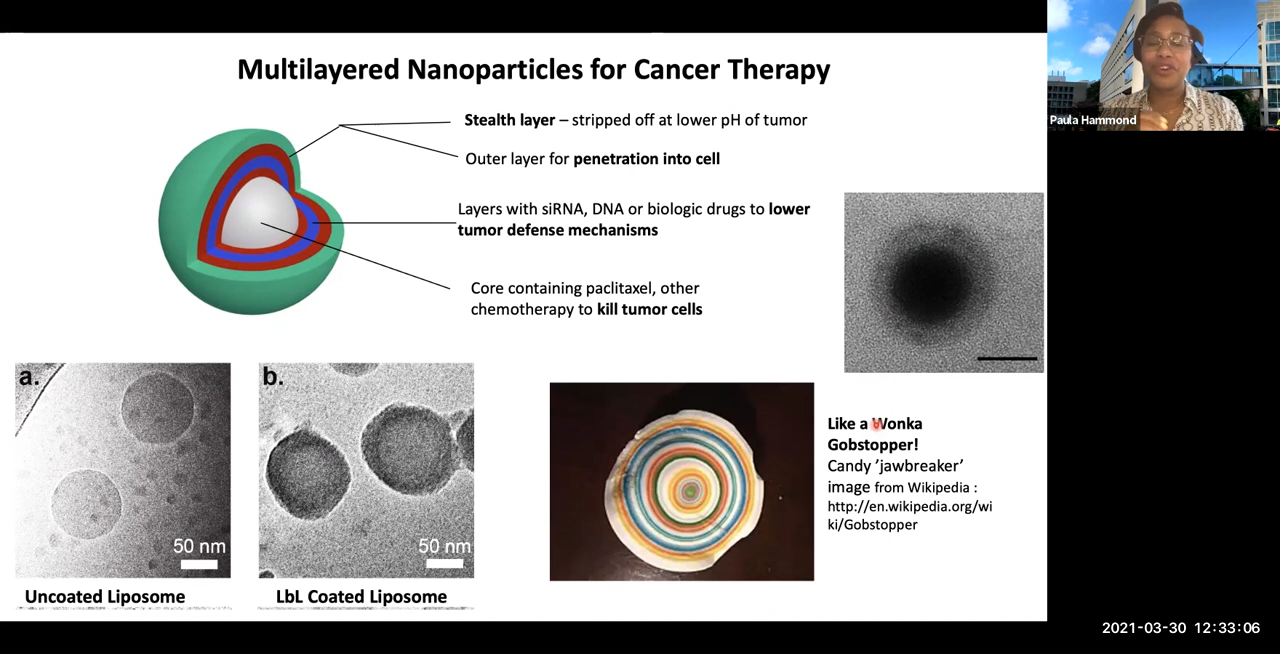 Multilayered Nanoparticles for Cancer Therapy
Paula Hammond
Stealth layer – stripped off at lower pH of tumor
Outer layer for penetration into cell
Layers with siRNA, DNA or biologic drugs to lower
tumor defense mechanisms
Core containing paclitaxel, other
chemotherapy to kill tumor cells
a.
50 nm
Uncoated Liposome
b.
50 nm
LbL Coated Liposome
Like a Wonka
Gobstopper!
Candy ’jawbreaker’
image from Wikipedia :
http://en.wikipedia.org/wi
ki/Gobstopper
2021-03-30 12:33:06